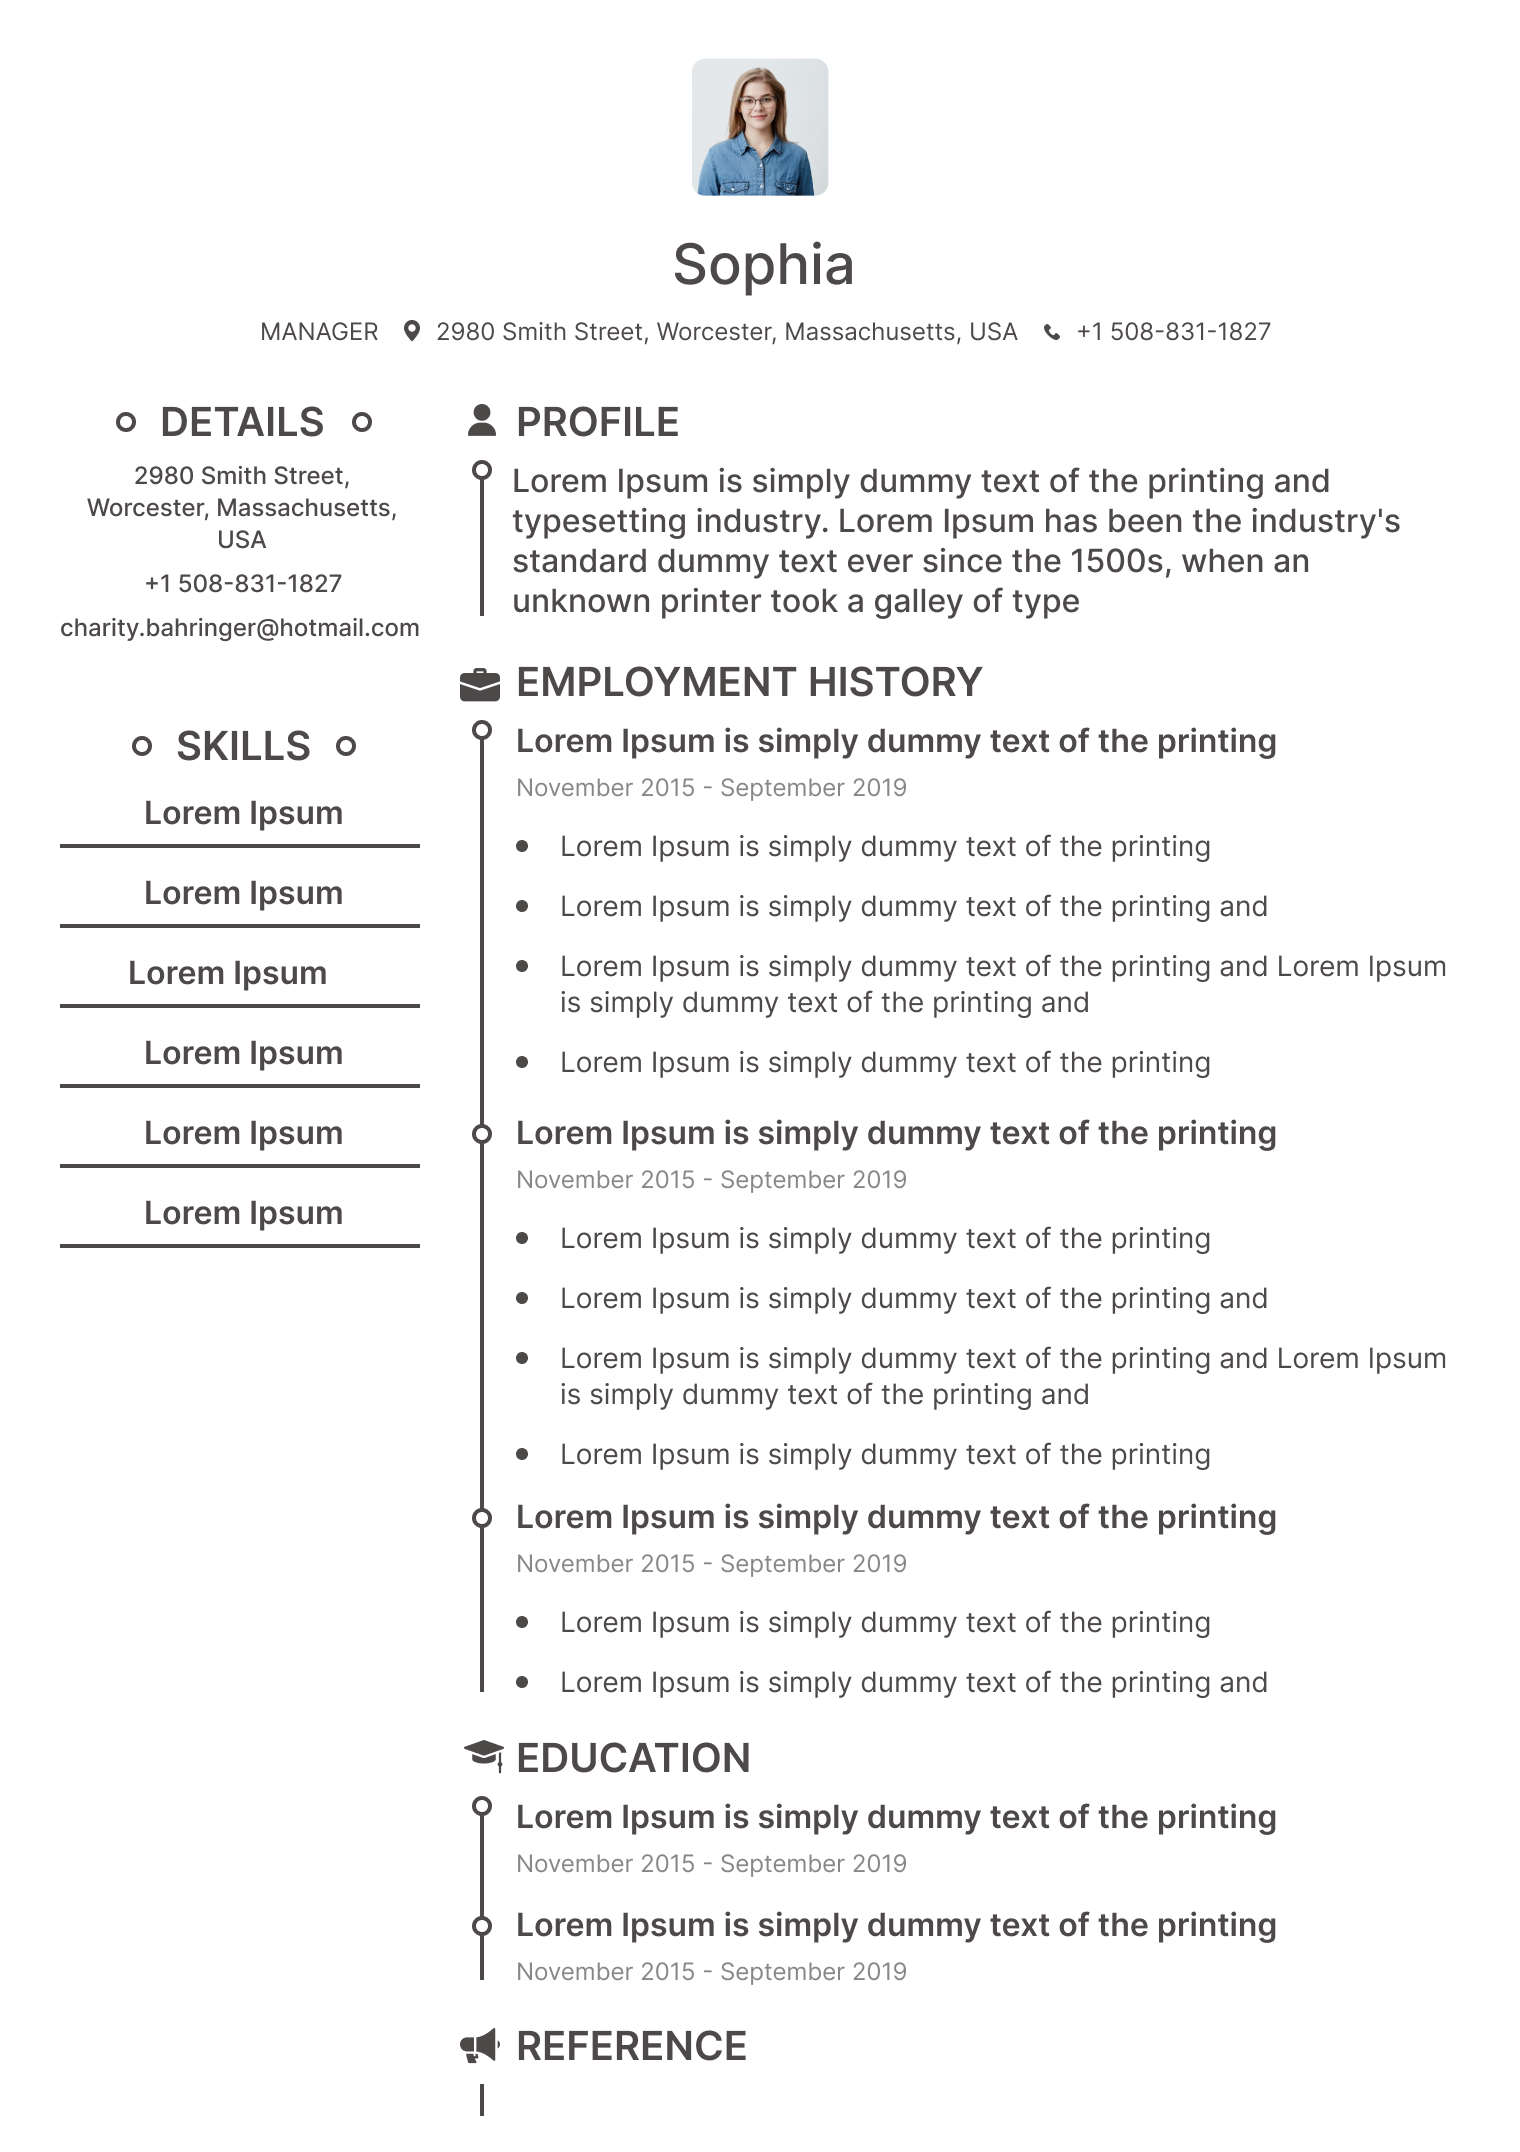 Sophia
MANAGER 2980 Smith Street, Worcester, Massachusetts, USA +1 508-831-1827
DETAILS
2980 Smith Street,
Worcester, Massachusetts,
USA
+1 508-831-1827
charity.bahringer@hotmail.com
SKILLS
Lorem Ipsum
Lorem Ipsum
Lorem Ipsum
Lorem Ipsum
Lorem Ipsum
Lorem Ipsum
PROFILE
Lorem Ipsum is simply dummy text of the printing and
typesetting industry. Lorem Ipsum has been the industry's
standard dummy text ever since the 1500s, when an
unknown printer took a galley of type
EMPLOYMENT HISTORY
Lorem Ipsum is simply dummy text of the printing
November 2015 - September 2019
• Lorem Ipsum is simply dummy text of the printing
• Lorem Ipsum is simply dummy text of the printing and
• Lorem Ipsum is simply dummy text of the printing and Lorem Ipsum
is simply dummy text of the printing and
• Lorem Ipsum is simply dummy text of the printing
Lorem Ipsum is simply dummy text of the printing
November 2015 - September 2019
• Lorem Ipsum is simply dummy text of the printing
• Lorem Ipsum is simply dummy text of the printing and
• Lorem Ipsum is simply dummy text of the printing and Lorem Ipsum
is simply dummy text of the printing and
• Lorem Ipsum is simply dummy text of the printing
Lorem Ipsum is simply dummy text of the printing
November 2015 - September 2019
• Lorem Ipsum is simply dummy text of the printing
• Lorem Ipsum is simply dummy text of the printing and
EDUCATION
Lorem Ipsum is simply dummy text of the printing
November 2015 - September 2019
Lorem Ipsum is simply dummy text of the printing
November 2015 - September 2019
REFERENCE